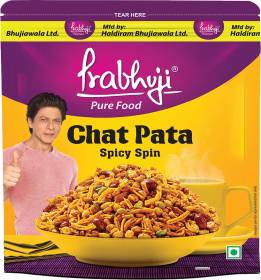 TEAR HERE
Bhujiawala Ltd.
Mfd by:
Haldiram Bhujiawala Ltd.
Mfd by:
Haldiram
Prabhuji®
Pure Food
Chat Pata
Spicy Spin